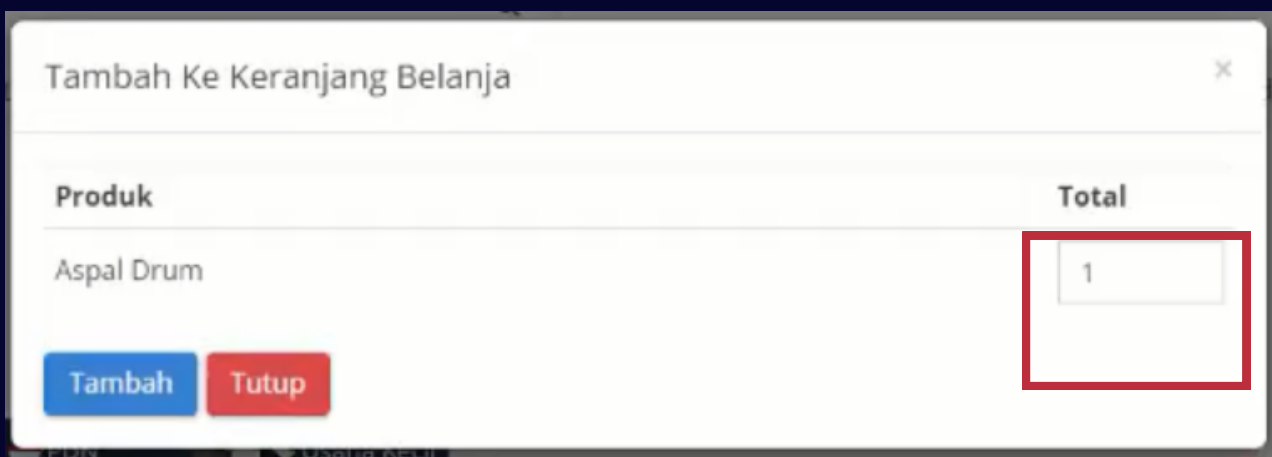 Tambah Ke Keranjang Belanja ×
Produk Total
Aspal Drum 1
Tambah Tutup